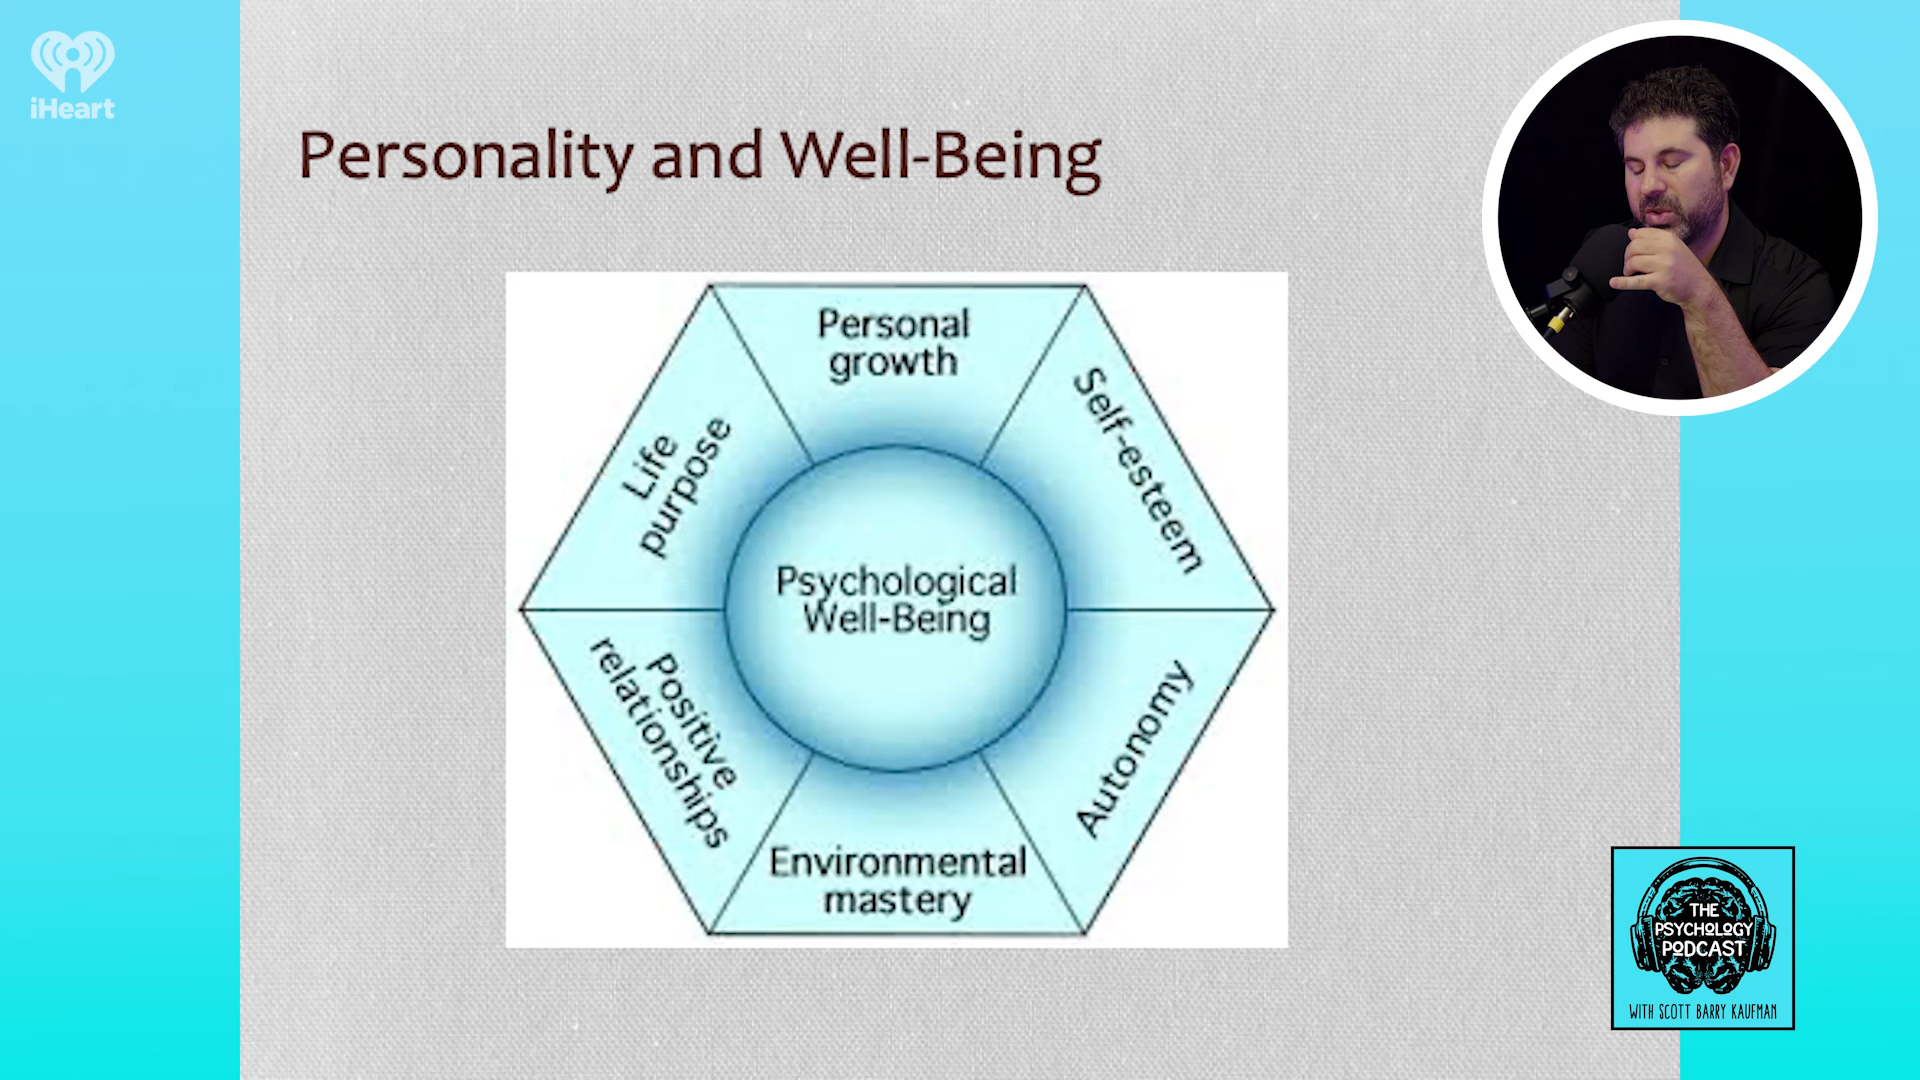 iHeart
Personality and Well-Being
Personal
growth
Self-esteem
Life
purpose
Psychological
Well-Being
Positive
relationships
Autonomy
Environmental
mastery
THE
PSYCHOLOGY
PODCAST
WITH SCOTT BARRY KAUFMAN